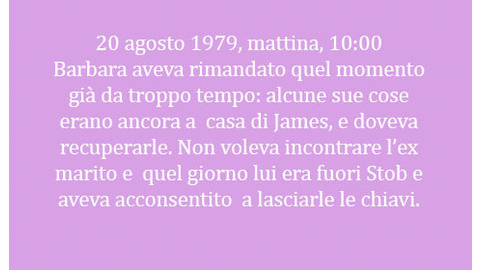 20 agosto 1979, mattina, 10:00
Barbara aveva rimandato quel momento
già da troppo tempo: alcune sue cose
erano ancora a  casa di James, e doveva
recuperarle. Non voleva incontrare l’ex
marito e  quel giorno lui era fuori Stob e
aveva acconsentito  a lasciarle le chiavi.